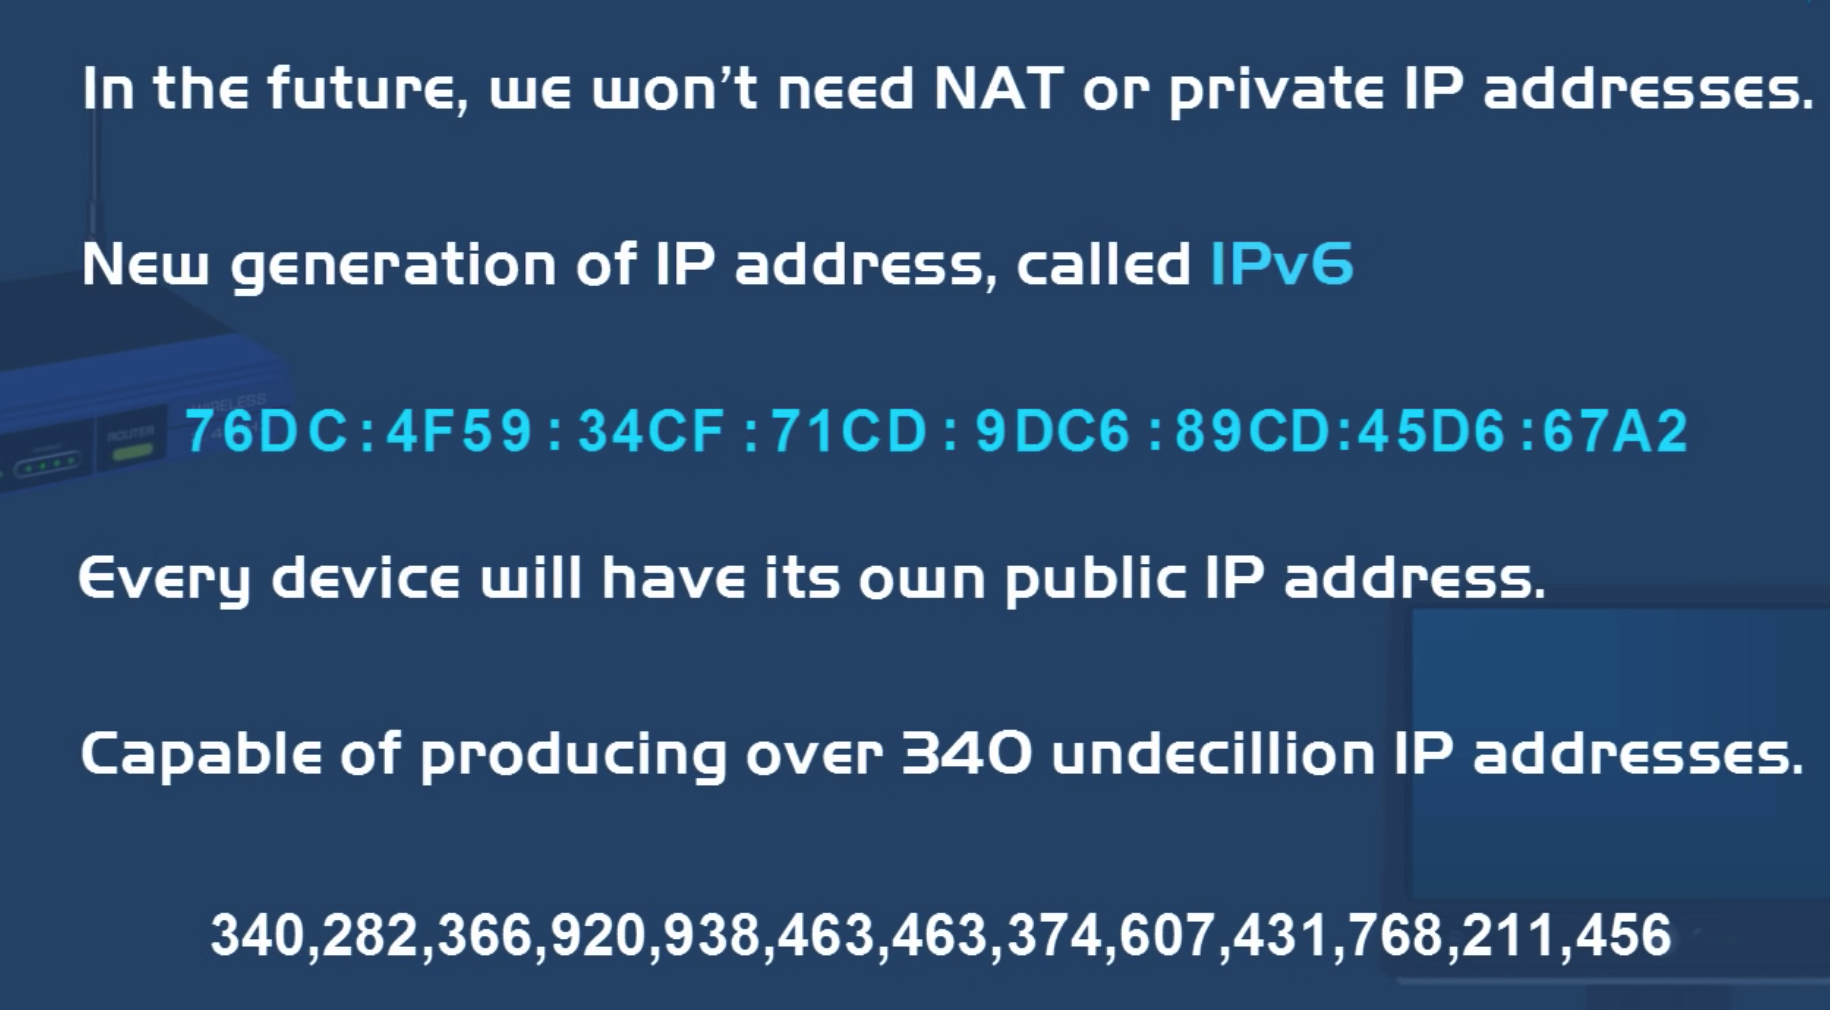 In the future, we won't need NAT or private IP addresses.
New generation of IP address, called IPv6
WIRELESS
76DC:4F59:34CF:71CD:9DC6:89CD:45D6:67A2
ROUTER
Every device will have its own public IP address.
Capable of producing over 340 undecillion IP addresses.
340,282,366,920,938,463,463,374,607,431,768,211,456